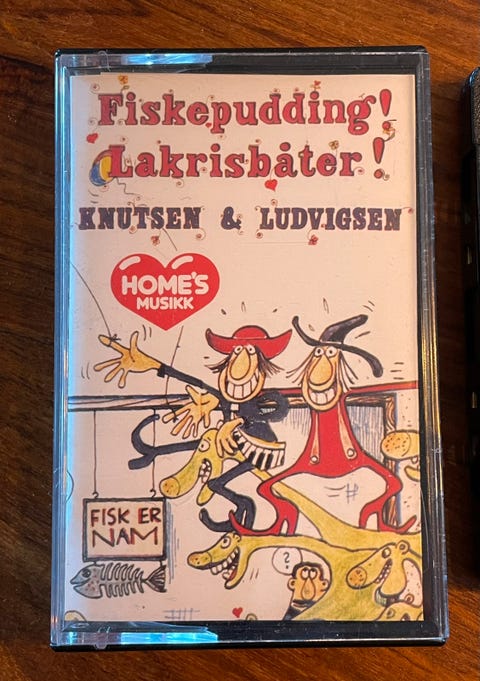 Fiskepudding!
Lakrisbåter!
KNUTSEN & LUDVIGSEN
HOME'S
MUSIKK
FISK ER
NAM
?